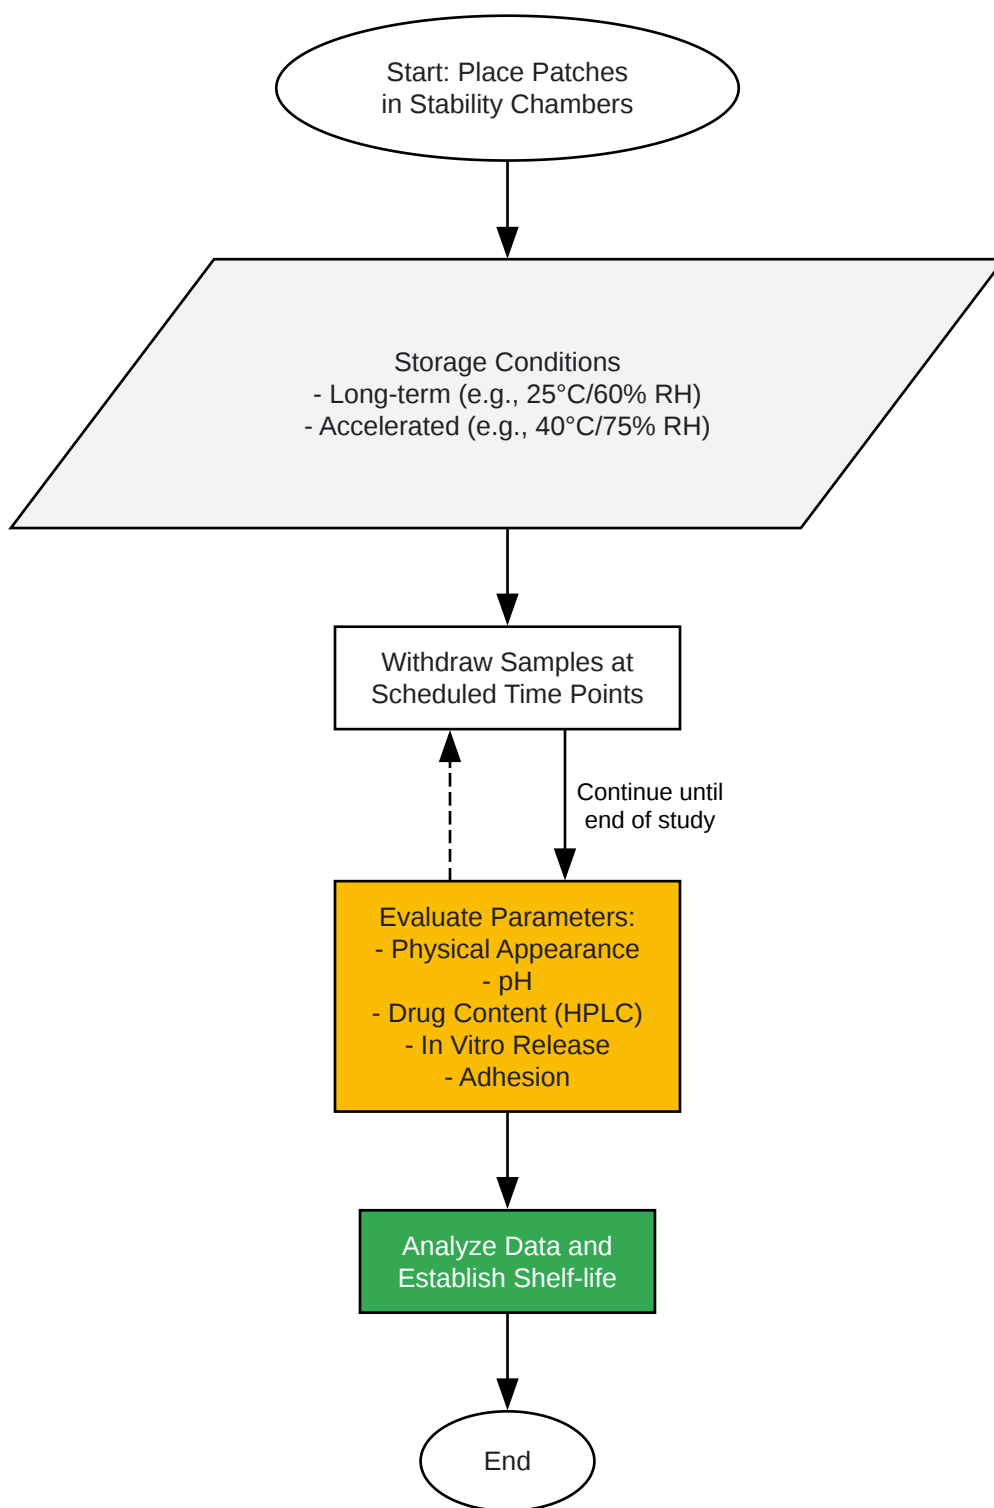 Start: Place Patches
in Stability Chambers
Storage Conditions
- Long-term (e.g., 25°C/60% RH)
- Accelerated (e.g., 40°C/75% RH)
Withdraw Samples at
Scheduled Time Points
Continue until
end of study
Evaluate Parameters:
- Physical Appearance
- pH
- Drug Content (HPLC)
- In Vitro Release
- Adhesion
Analyze Data and
Establish Shelf-life
End